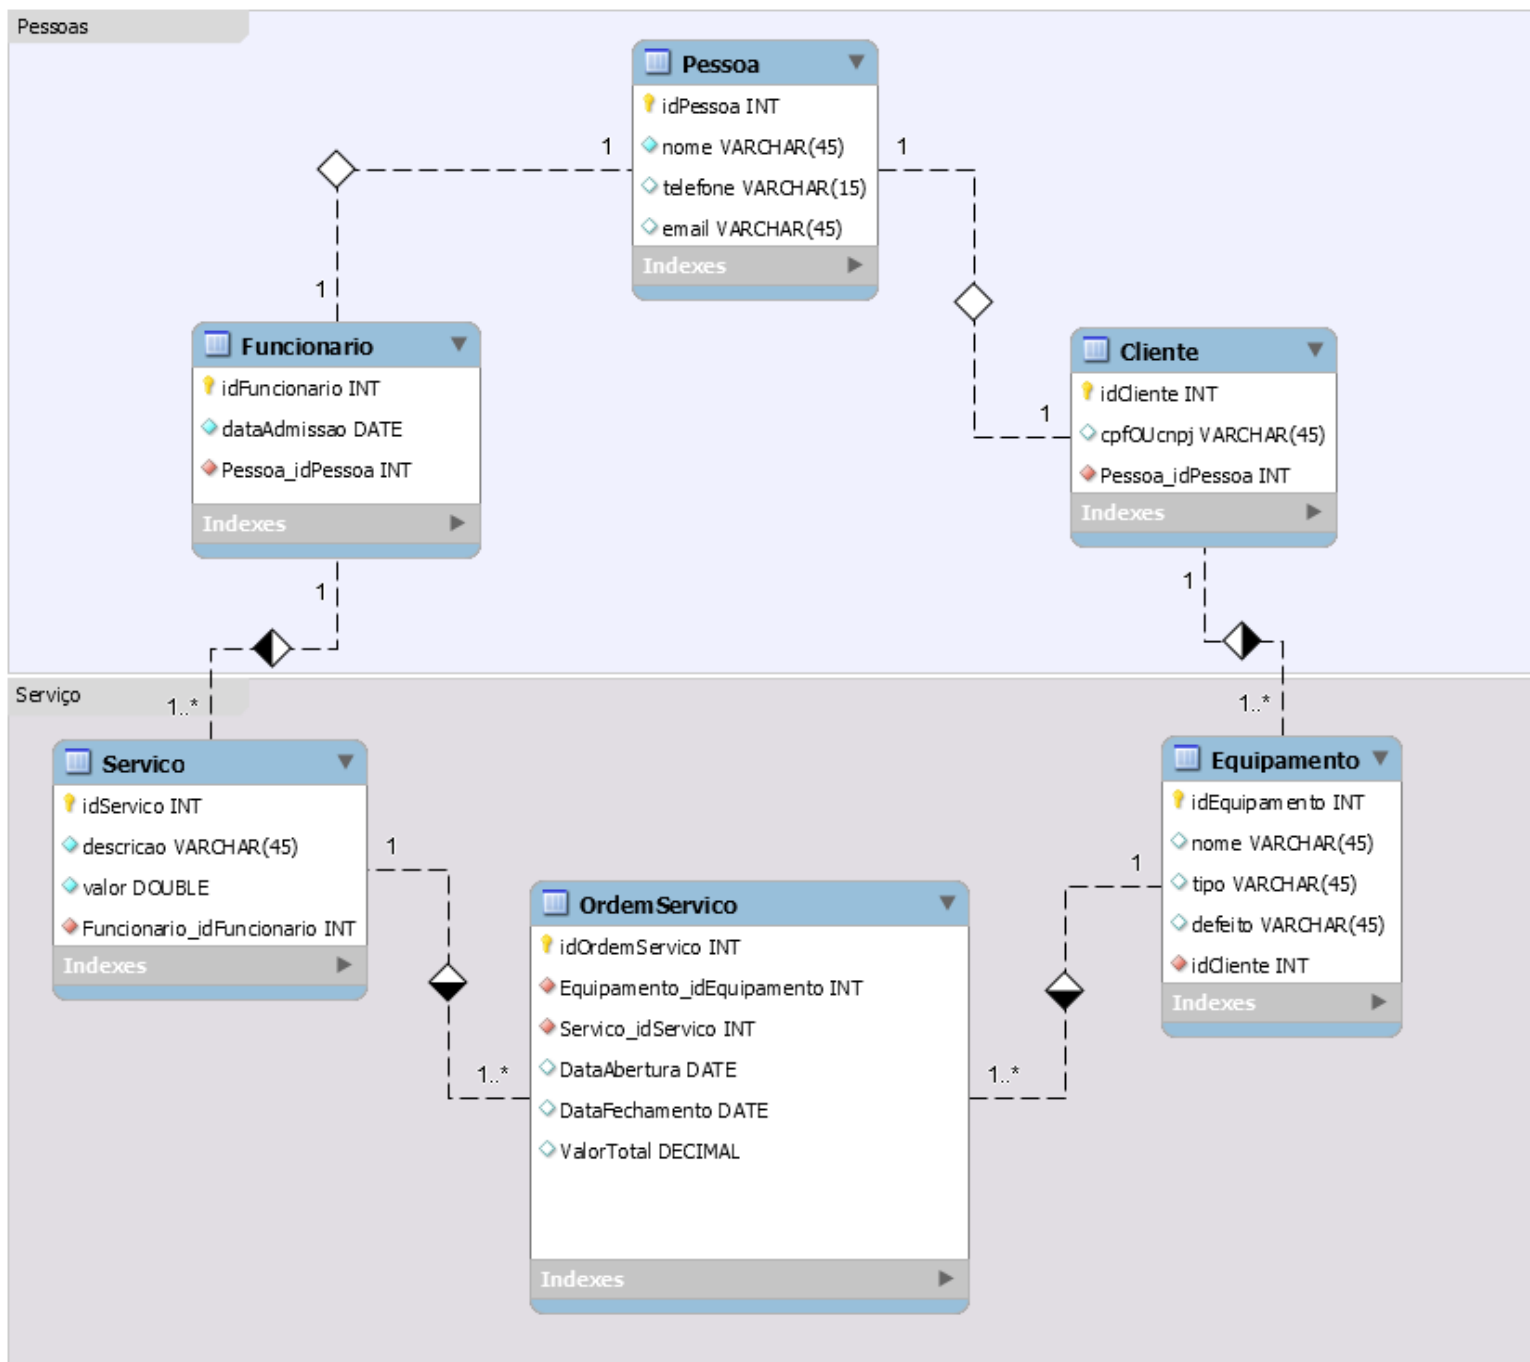 Pessoas
Pessoa
idPessoa INT
nome VARCHAR(45)
telefone VARCHAR(15)
email VARCHAR(45)
Indexes
1
1
1
1
Funcionario
idFuncionario INT
dataAdmissao DATE
Pessoa_idPessoa INT
Indexes
Cliente
idCliente INT
cpfOUcnpj VARCHAR(45)
Pessoa_idPessoa INT
Indexes
1
1..*
1
1..*
Serviço
Servico
idServico INT
descricao VARCHAR(45)
valor DOUBLE
Funcionario_idFuncionario INT
Indexes
1
1..*
OrdemServico
idOrdemServico INT
Equipamento_idEquipamento INT
Servico_idServico INT
DataAbertura DATE
DataFechamento DATE
ValorTotal DECIMAL
Indexes
1
1..*
Equipamento
idEquipamento INT
nome VARCHAR(45)
tipo VARCHAR(45)
defeito VARCHAR(45)
idCliente INT
Indexes